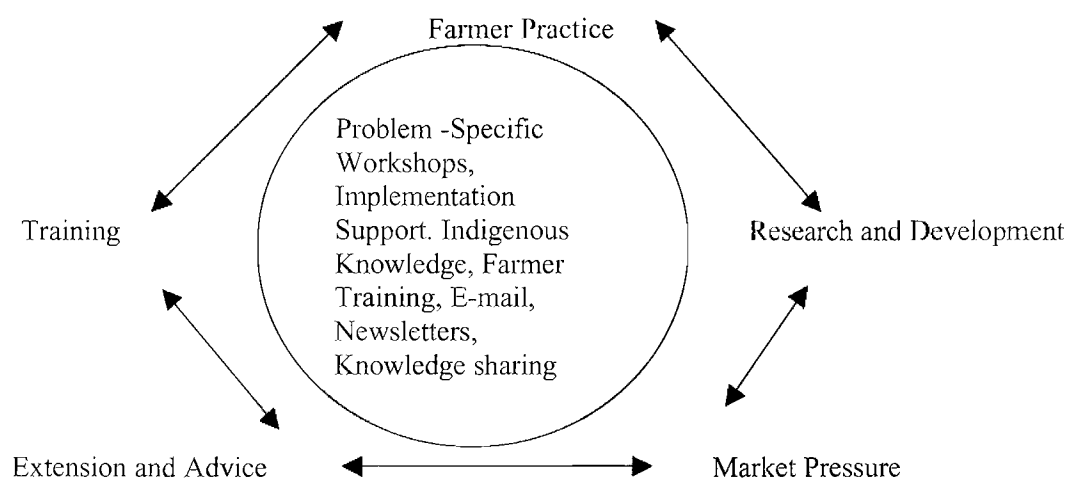 Farmer Practice
Problem -Specific
Workshops,
Implementation
Support. Indigenous
Knowledge, Farmer
Training, E-mail,
Newsletters,
Knowledge sharing
Training
Research and Development
Extension and Advice
Market Pressure